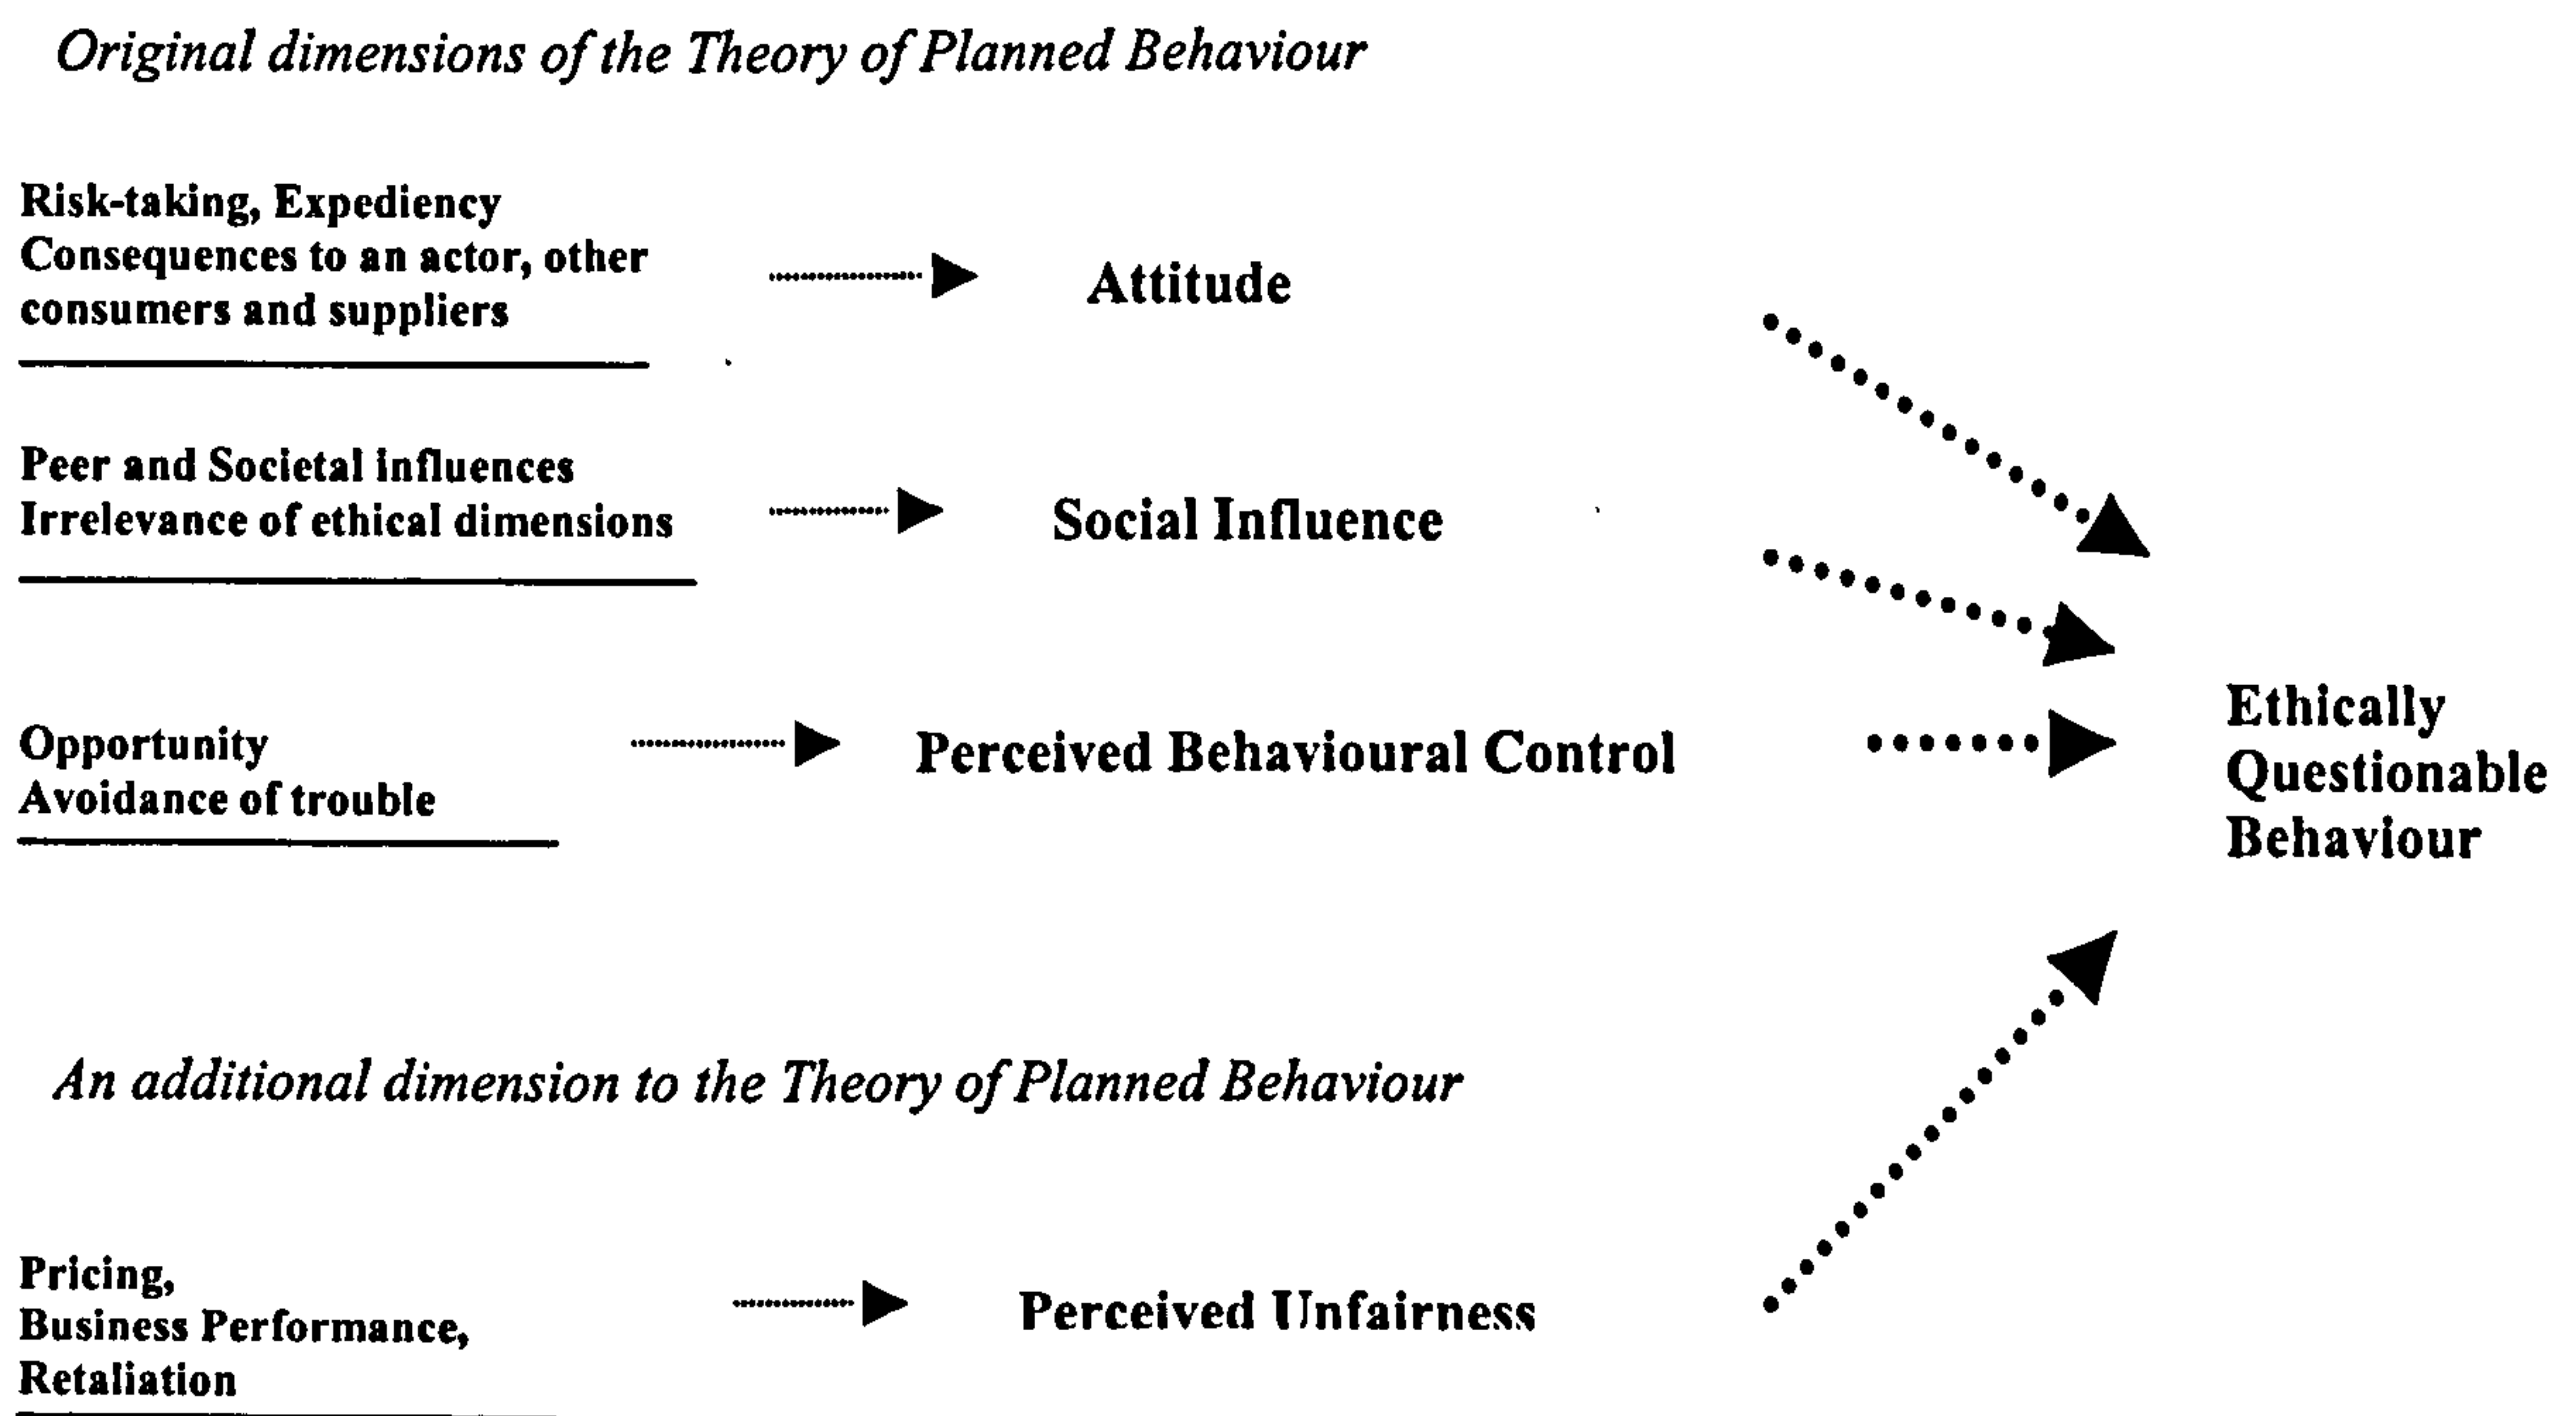 Original dimensions of the Theory of Planned Behaviour
Risk-taking, Expediency
Consequences to an actor, other
consumers and suppliers
Attitude
Peer and Societal influences
Irrelevance of ethical dimensions
Social Influence
Opportunity
Avoidance of trouble
Perceived Behavioural Control
Ethically
Questionable
Behaviour
An additional dimension to the Theory of Planned Behaviour
Pricing,
Business Performance,
Retaliation
Perceived Unfairness